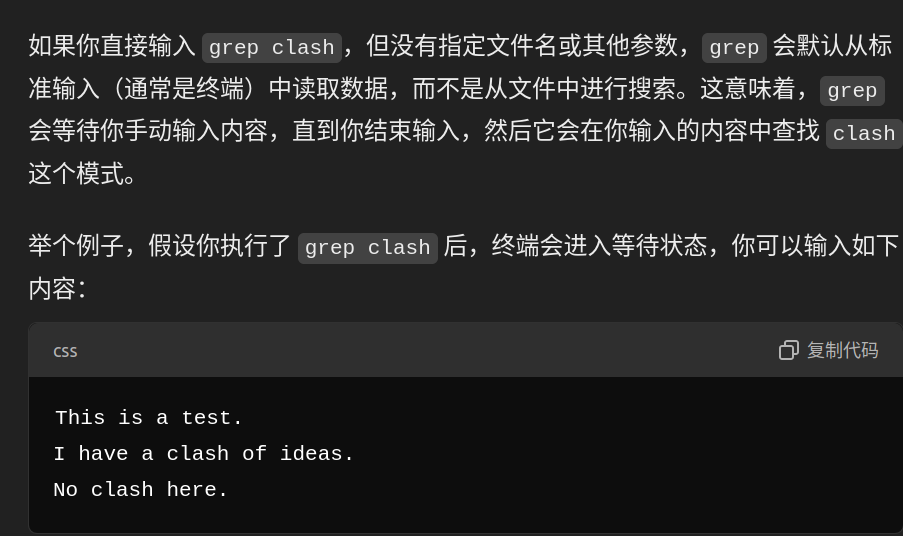 如果你直接输入 grep clash，但没有指定文件名或其他参数，grep 会默认从标
准输入（通常是终端）中读取数据，而不是从文件中进行搜索。这意味着，grep
会等待你手动输入内容，直到你结束输入，然后它会在你输入的内容中查找 clash
这个模式。
举个例子，假设你执行了 grep clash 后，终端会进入等待状态，你可以输入如下
内容：
css 复制代码
This is a test.
I have a clash of ideas.
No clash here.